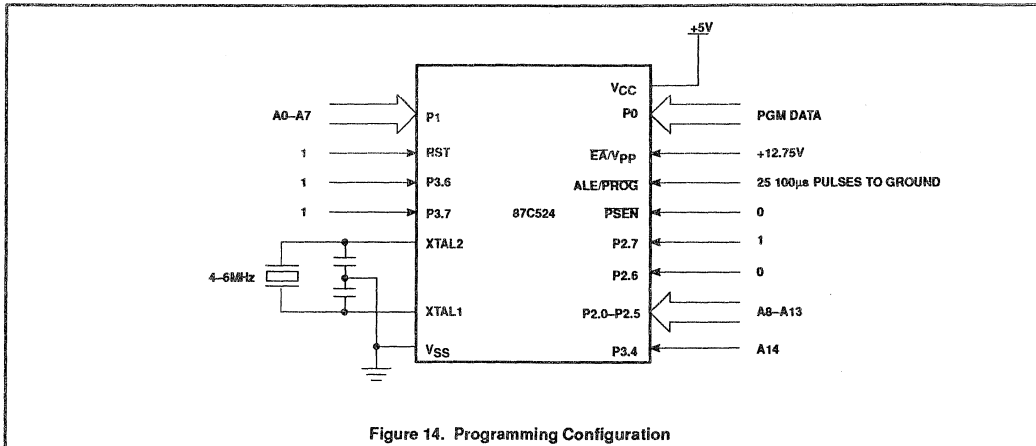 +5V
VCC
A0–A7
P1
P0
PGM DATA
1
RST
EA/VPP
+12.75V
1
P3.6
ALE/PROG
25 100µs PULSES TO GROUND
1
P3.7
87C524
PSEN
0
XTAL2
P2.7
1
4–6MHz
P2.6
0
XTAL1
P2.0–P2.5
A8–A13
VSS
P3.4
A14
Figure 14. Programming Configuration